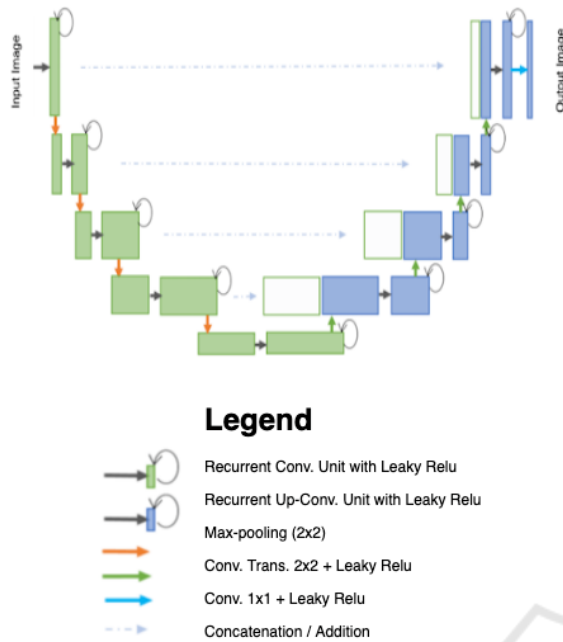 Input Image
Output Image
Legend
Recurrent Conv. Unit with Leaky Relu
Recurrent Up-Conv. Unit with Leaky Relu
Max-pooling (2x2)
Conv. Trans. 2x2 + Leaky Relu
Conv. 1x1 + Leaky Relu
Concatenation / Addition